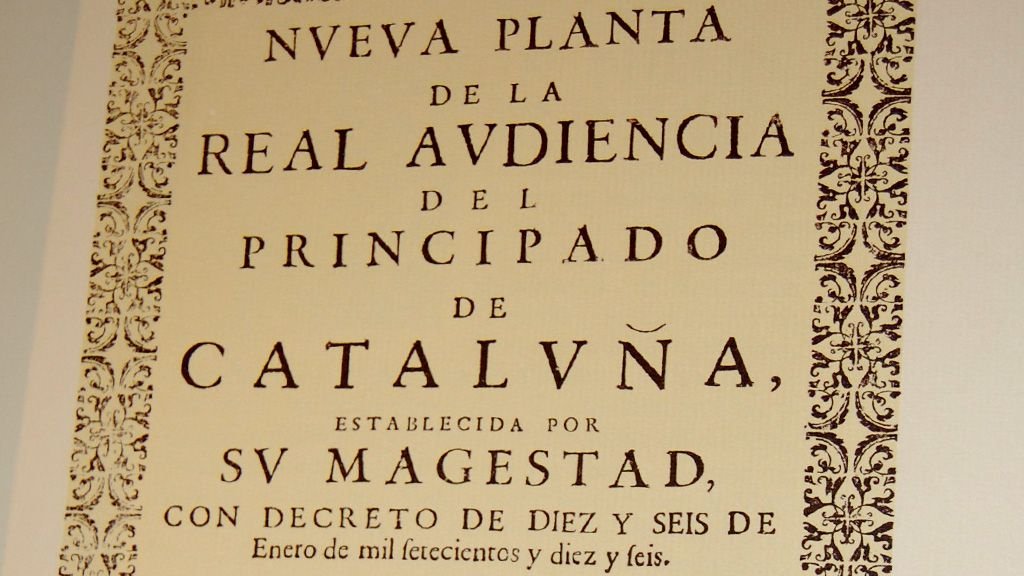 NVEVA PLANTA
DE LA
REAL AVDIENCIA
DEL
PRINCIPADO
DE
CATALVÑA,
ESTABLECIDA POR
SV MAGESTAD,
CON DECRETO DE DIEZ Y SEIS DE
Enero de mil ſetecientos y diez y ſeis.